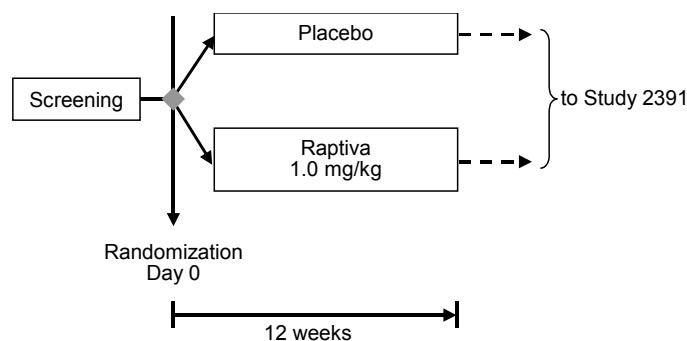 Placebo
Screening
to Study 2391
Raptiva
1.0 mg/kg
Randomization
Day 0
12 weeks